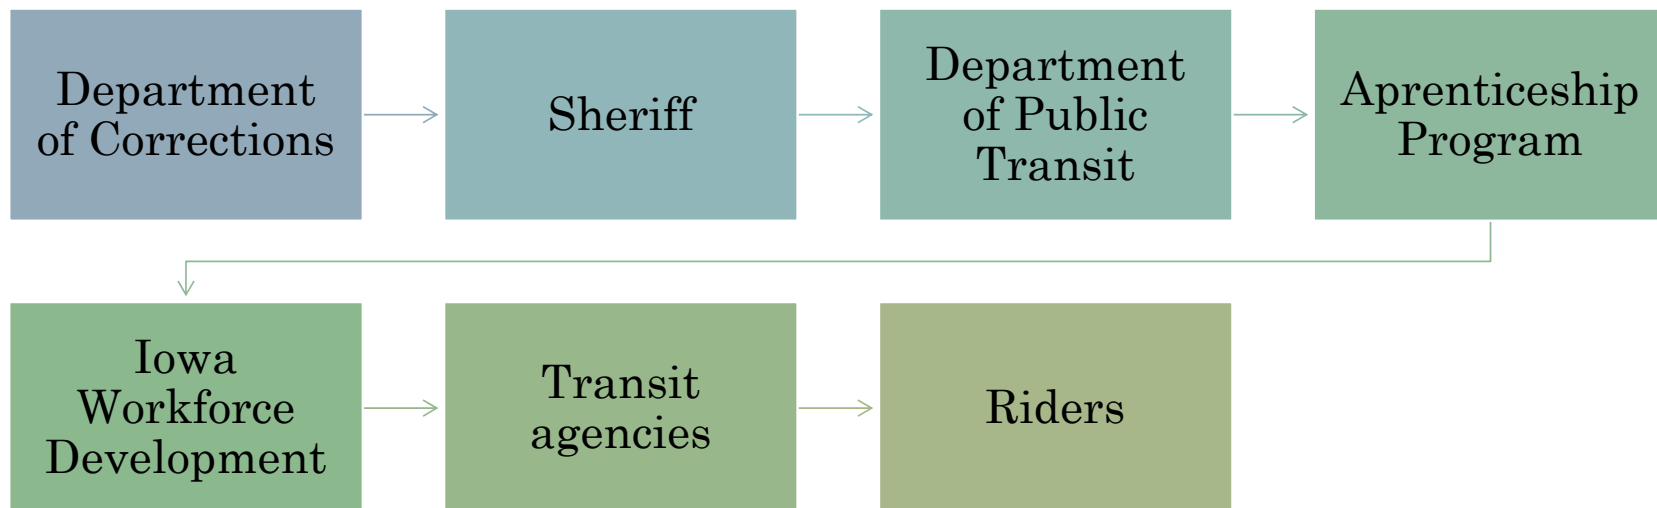 Department
of Corrections
Sheriff
Department
of Public
Transit
Aprenticeship
Program
Iowa
Workforce
Development
Transit
agencies
Riders